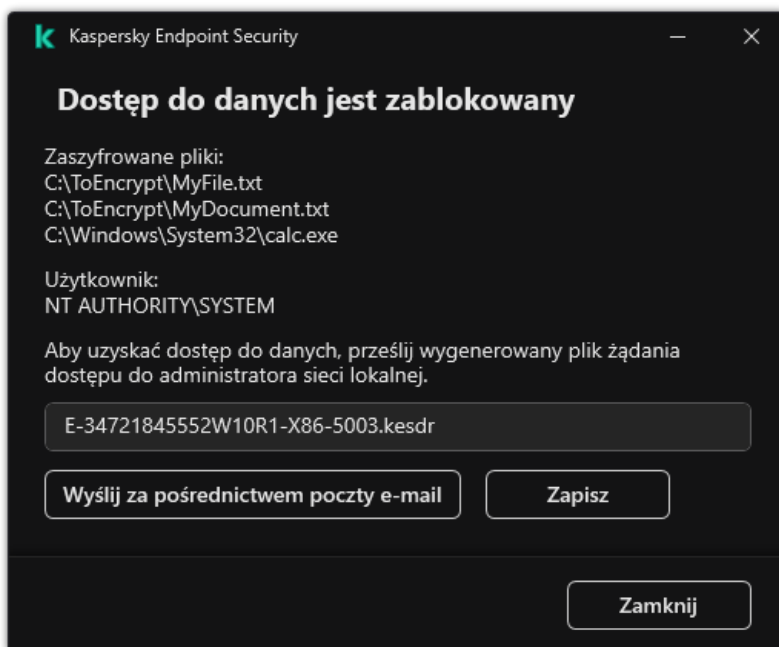 Kaspersky Endpoint Security
Dostęp do danych jest zablokowany
Zaszyfrowane pliki:
C:\ToEncrypt\MyFile.txt
C:\ToEncrypt\MyDocument.txt
C:\Windows\System32\calc.exe
Użytkownik:
NT AUTHORITY\SYSTEM
Aby uzyskać dostęp do danych, prześlij wygenerowany plik żądania
dostępu do administratora sieci lokalnej.
E-34721845552W10R1-X86-5003.kesdr
Wyślij za pośrednictwem poczty e-mail Zapisz
Zamknij